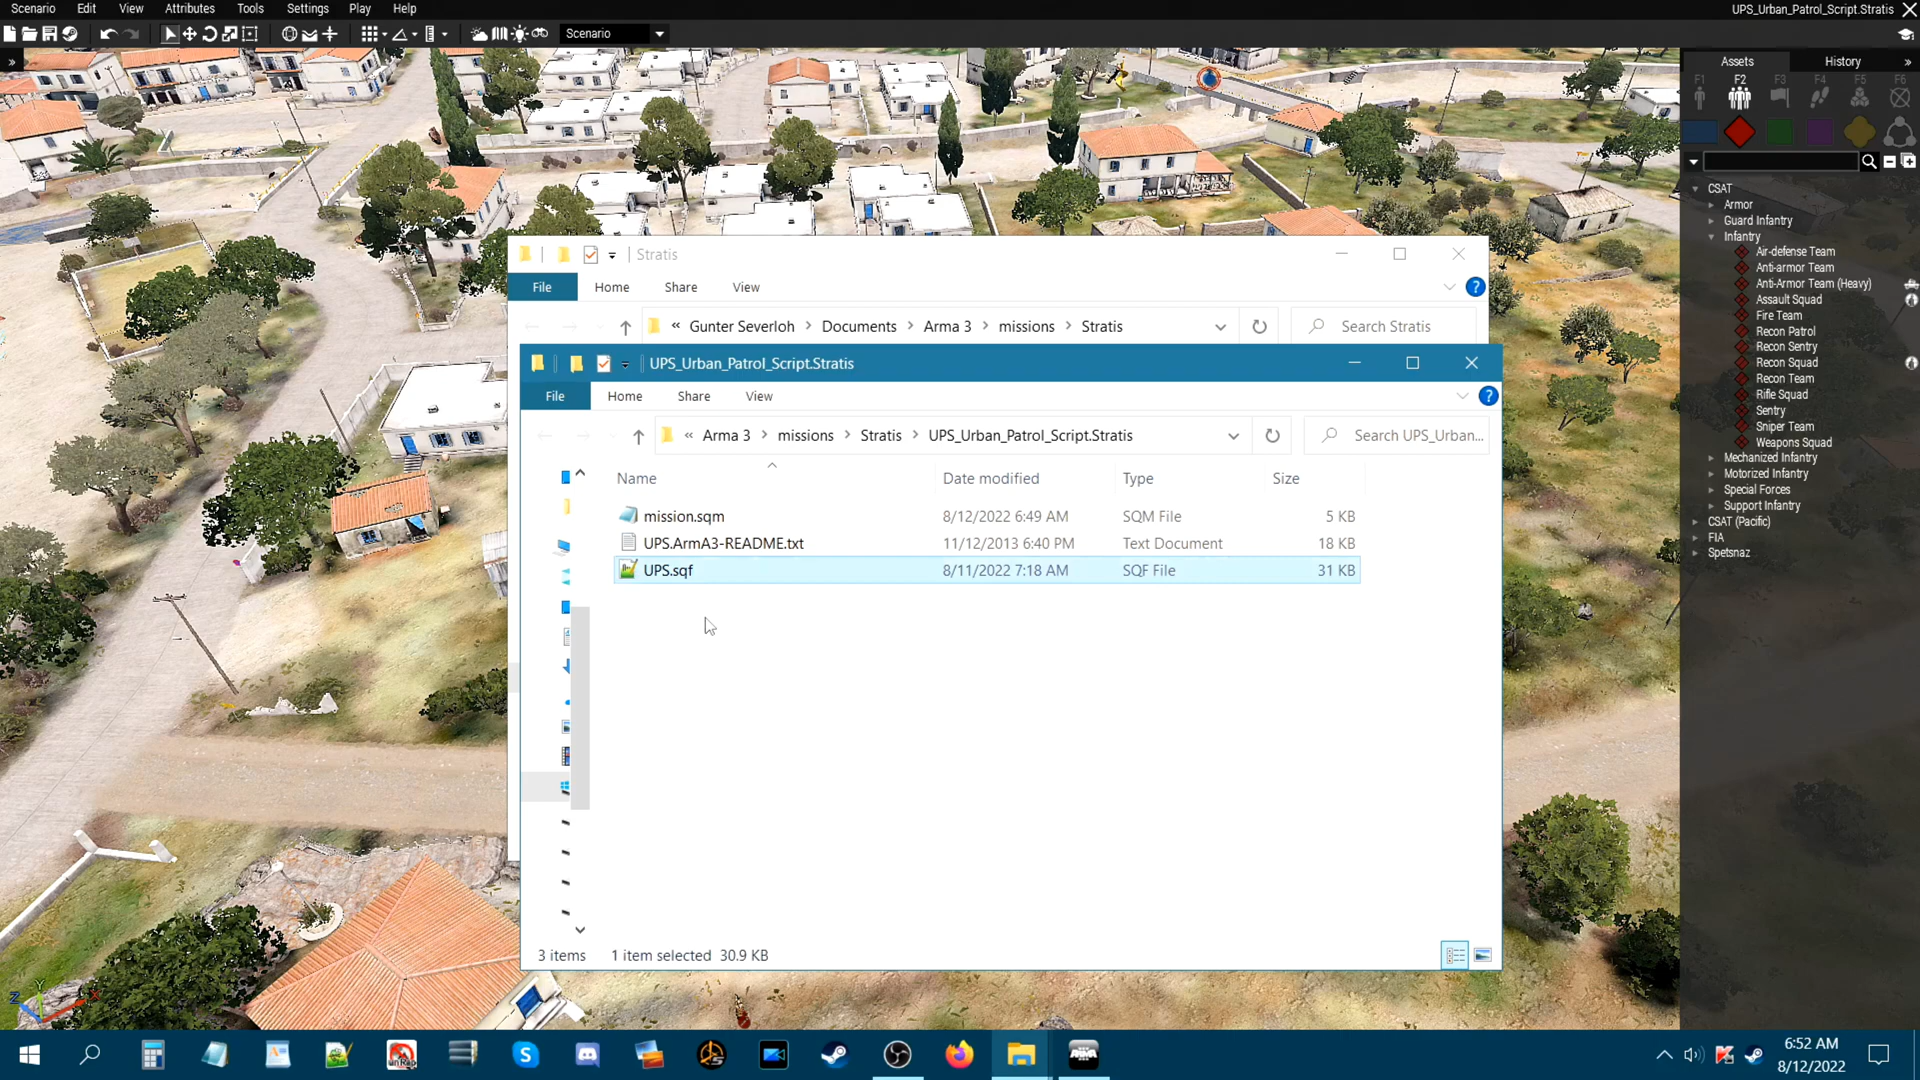 Scenario Edit View Attributes Tools Settings Play Help
UPS_Urban_Patrol_Script.Stratis
Scenario
Assets History
F1 F2 F3 F4 F5 F6
CSAT
Armor
Guard Infantry
Infantry
Air-defense Team
Anti-armor Team
Anti-Armor Team (Heavy)
Assault Squad
Fire Team
Recon Patrol
Recon Sentry
Recon Squad
Recon Team
Rifle Squad
Sentry
Sniper Team
Weapons Squad
Mechanized Infantry
Motorized Infantry
Special Forces
Support Infantry
CSAT (Pacific)
FIA
Spetsnaz
Stratis
File Home Share View
« Gunter Severloh > Documents > Arma 3 > missions > Stratis
Search Stratis
UPS_Urban_Patrol_Script.Stratis
File Home Share View
« Arma 3 > missions > Stratis > UPS_Urban_Patrol_Script.Stratis
Search UPS_Urban...
Name Date modified Type Size
mission.sqm 8/12/2022 6:49 AM SQM File 5 KB
UPS.ArmA3-README.txt 11/12/2013 6:40 PM Text Document 18 KB
UPS.sqf 8/11/2022 7:18 AM SQF File 31 KB
3 items 1 item selected 30.9 KB
Z Y X
6:52 AM
8/12/2022